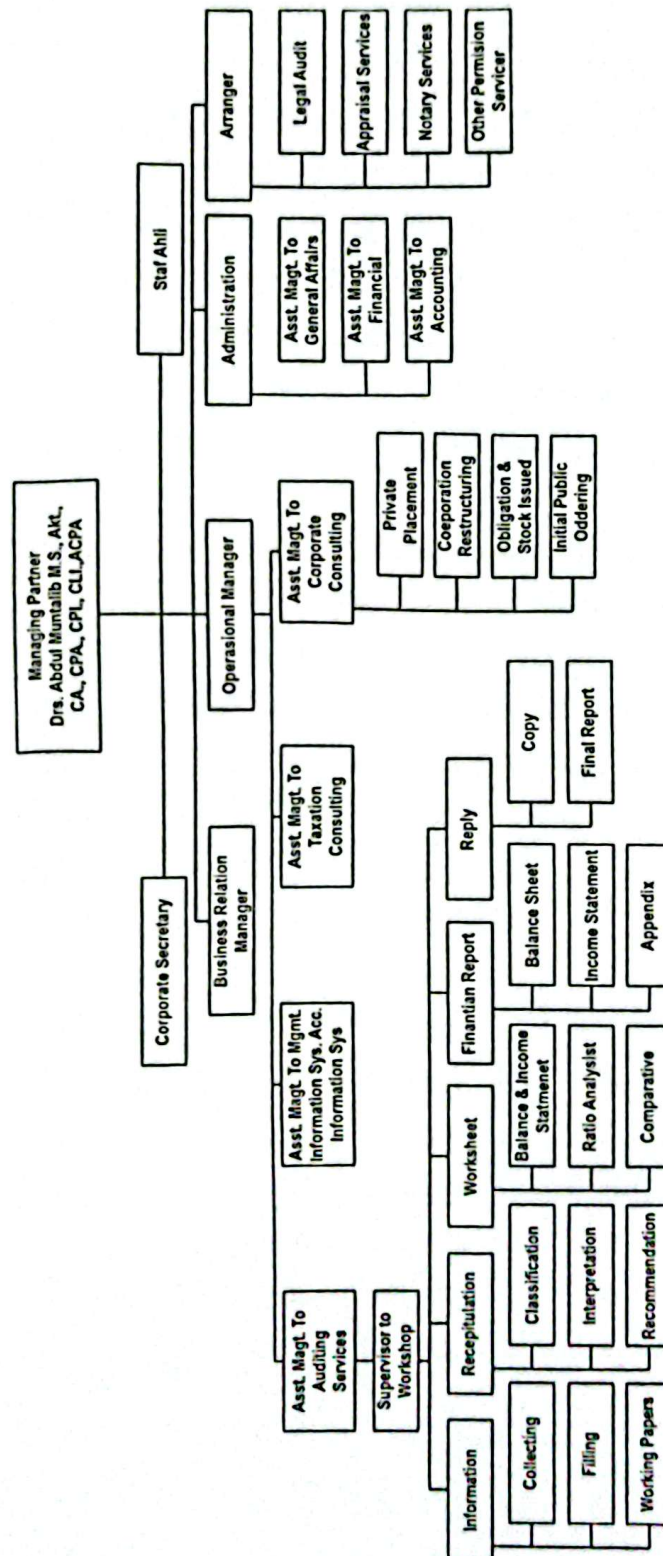 Managing Partner
Drs. Abdul Muntalib M.S., Akt.,
CA., CPA., CPI., CLI.,ACPA
Corporate Secretary
Staf Ahli
Business Relation
Manager
Operasional Manager
Administration
Arranger
Asst. Magt. To
Auditing
Services
Asst. Magt. To Mgmt.
Information Sys. Acc.
Information Sys
Asst. Magt. To
Taxation
Consulting
Asst. Magt. To
Corporate
Consulting
Asst. Magt. To
General Affairs
Asst. Magt. To
Financial
Asst. Magt. To
Accounting
Legal Audit
Appraisal Services
Notary Services
Other Permision
Servicer
Private
Placement
Coeporation
Restructuring
Obligation &
Stock Issued
Initial Public
Oddering
Supervisor to
Workshop
Information
Recepitulation
Worksheet
Finantian Report
Reply
Collecting
Filling
Working Papers
Classification
Interpretation
Recommendation
Balance & Income
Statmenet
Ratio Analysist
Comparative
Balance Sheet
Income Statement
Appendix
Copy
Final Report